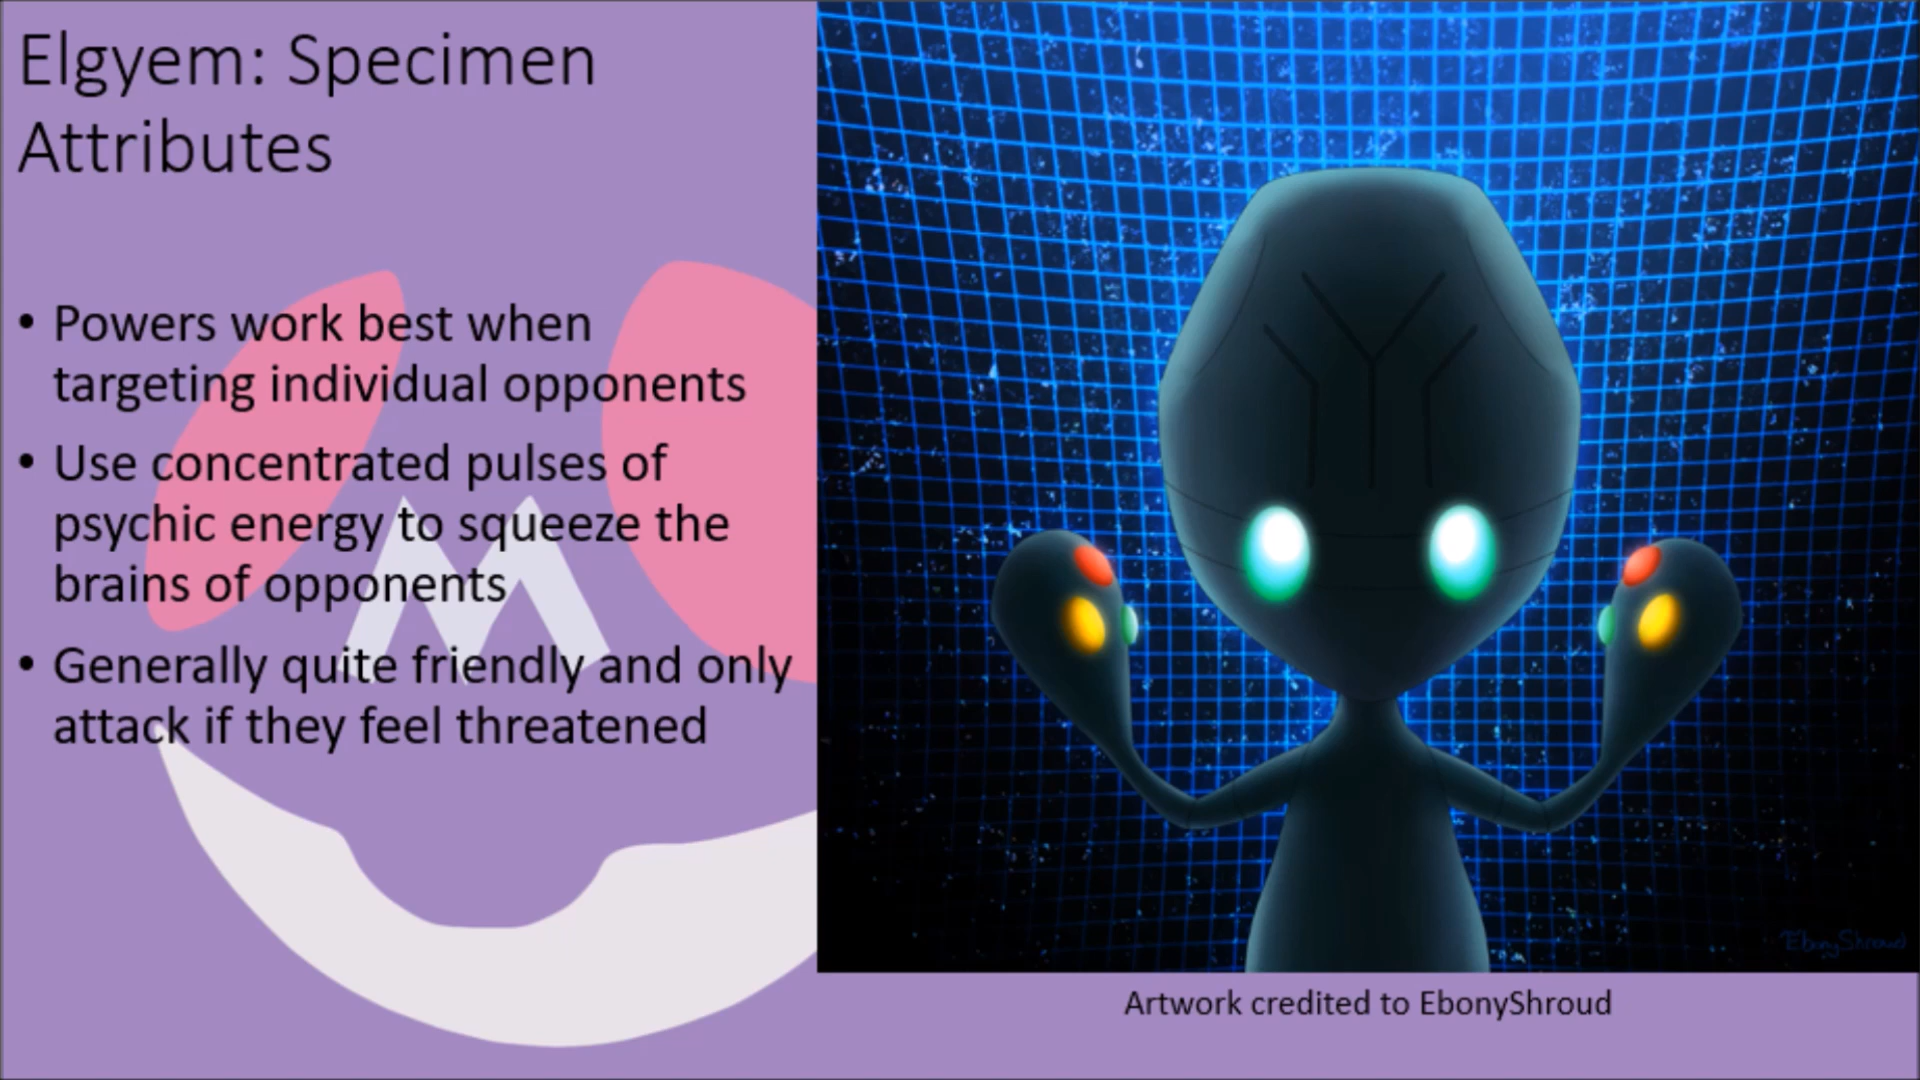 Elgyem: Specimen
Attributes
• Powers work best when
targeting individual opponents
• Use concentrated pulses of
psychic energy to squeeze the
brains of opponents
• Generally quite friendly and only
attack if they feel threatened
EbonyShroud
Artwork credited to EbonyShroud